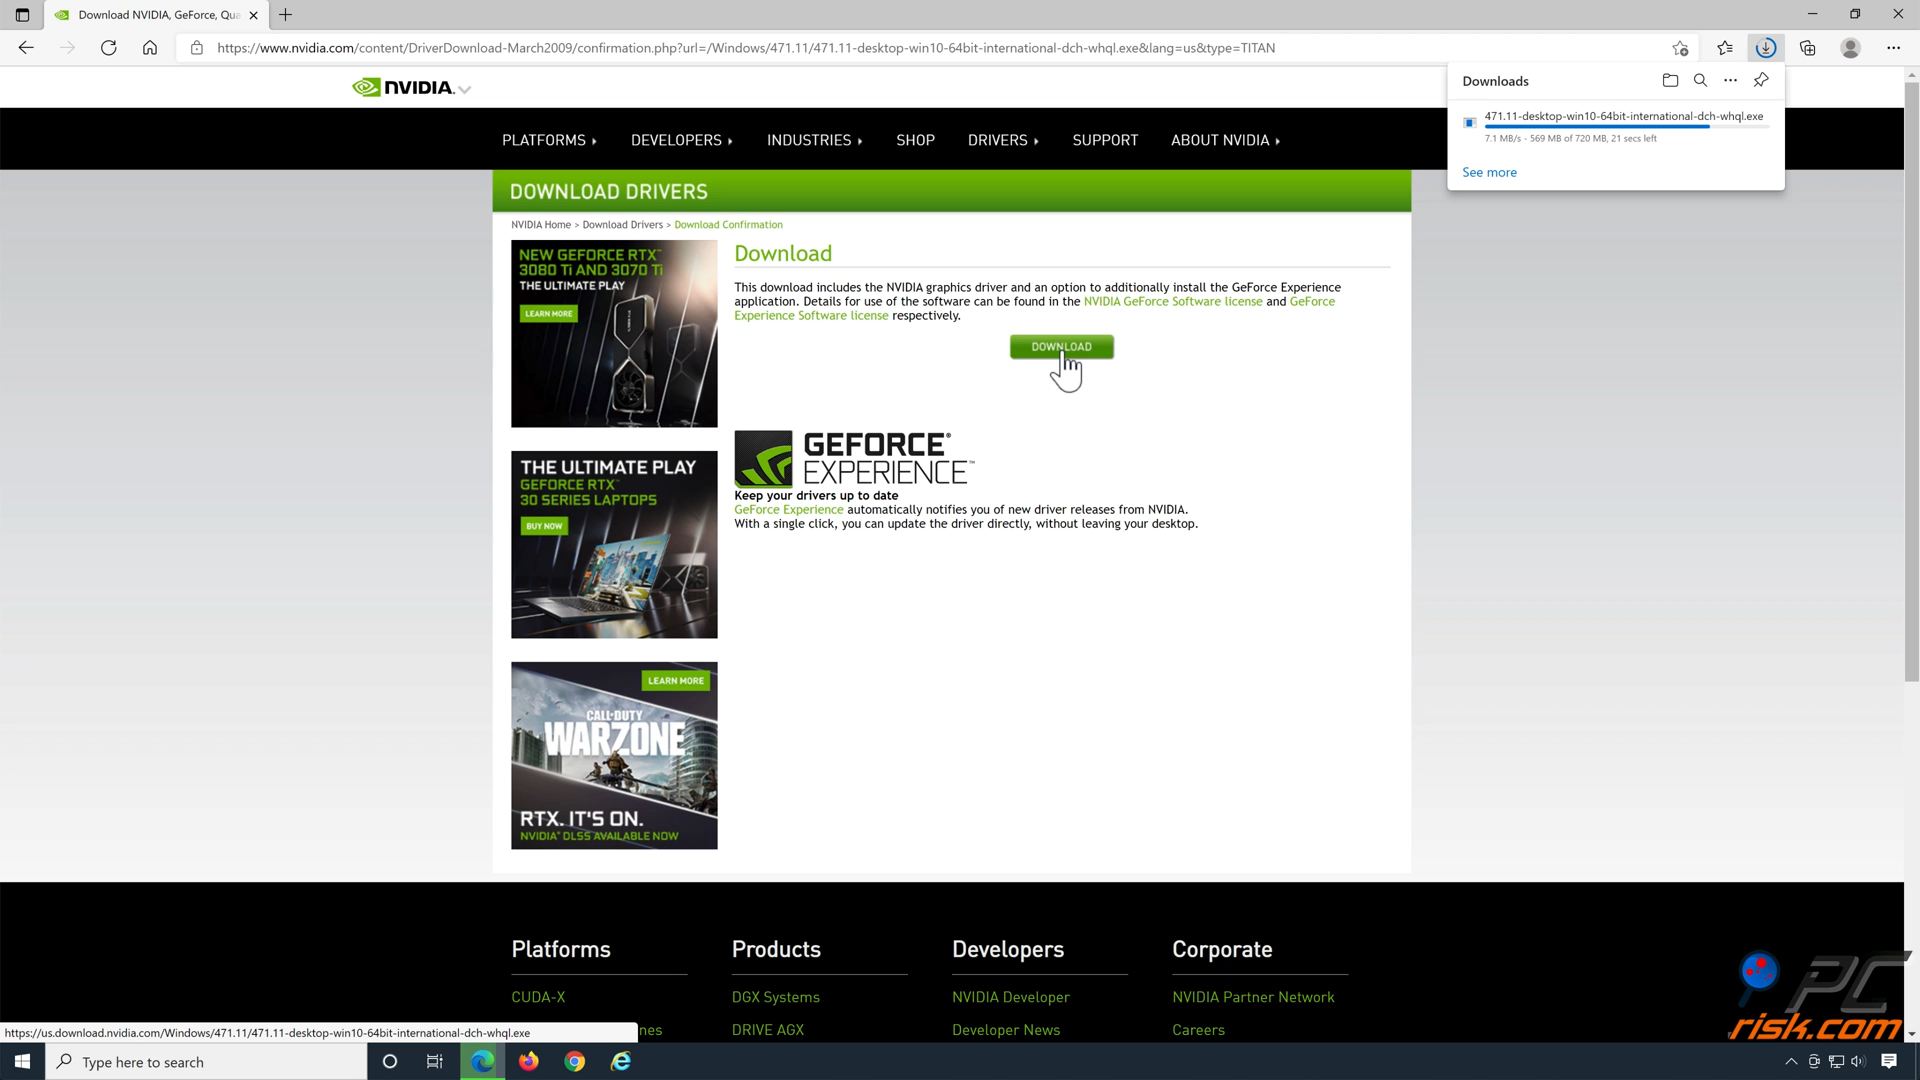 Download NVIDIA, GeForce, Qua
https://www.nvidia.com/content/DriverDownload-March2009/confirmation.php?url=/Windows/471.11/471.11-desktop-win10-64bit-international-dch-whql.exe&lang=us&type=TITAN
Downloads
471.11-desktop-win10-64bit-international-dch-whql.exe
7.1 MB/s - 569 MB of 720 MB, 21 secs left
See more
NVIDIA.
PLATFORMS DEVELOPERS INDUSTRIES SHOP DRIVERS SUPPORT ABOUT NVIDIA
DOWNLOAD DRIVERS
NVIDIA Home > Download Drivers > Download Confirmation
NEW GEFORCE RTX™
3080 Ti AND 3070 Ti
THE ULTIMATE PLAY
LEARN MORE
Download
This download includes the NVIDIA graphics driver and an option to additionally install the GeForce Experience
application. Details for use of the software can be found in the NVIDIA GeForce Software license and GeForce
Experience Software license respectively.
DOWNLOAD
GEFORCE®
EXPERIENCE™
Keep your drivers up to date
GeForce Experience automatically notifies you of new driver releases from NVIDIA.
With a single click, you can update the driver directly, without leaving your desktop.
THE ULTIMATE PLAY
GEFORCE RTX™
30 SERIES LAPTOPS
BUY NOW
LEARN MORE
CALL·DUTY
WARZONE
RTX. IT'S ON.
NVIDIA® DLSS AVAILABLE NOW
Platforms Products Developers Corporate
CUDA-X DGX Systems NVIDIA Developer NVIDIA Partner Network
nes DRIVE AGX Developer News Careers
https://us.download.nvidia.com/Windows/471.11/471.11-desktop-win10-64bit-international-dch-whql.exe
PC
risk.com
Type here to search